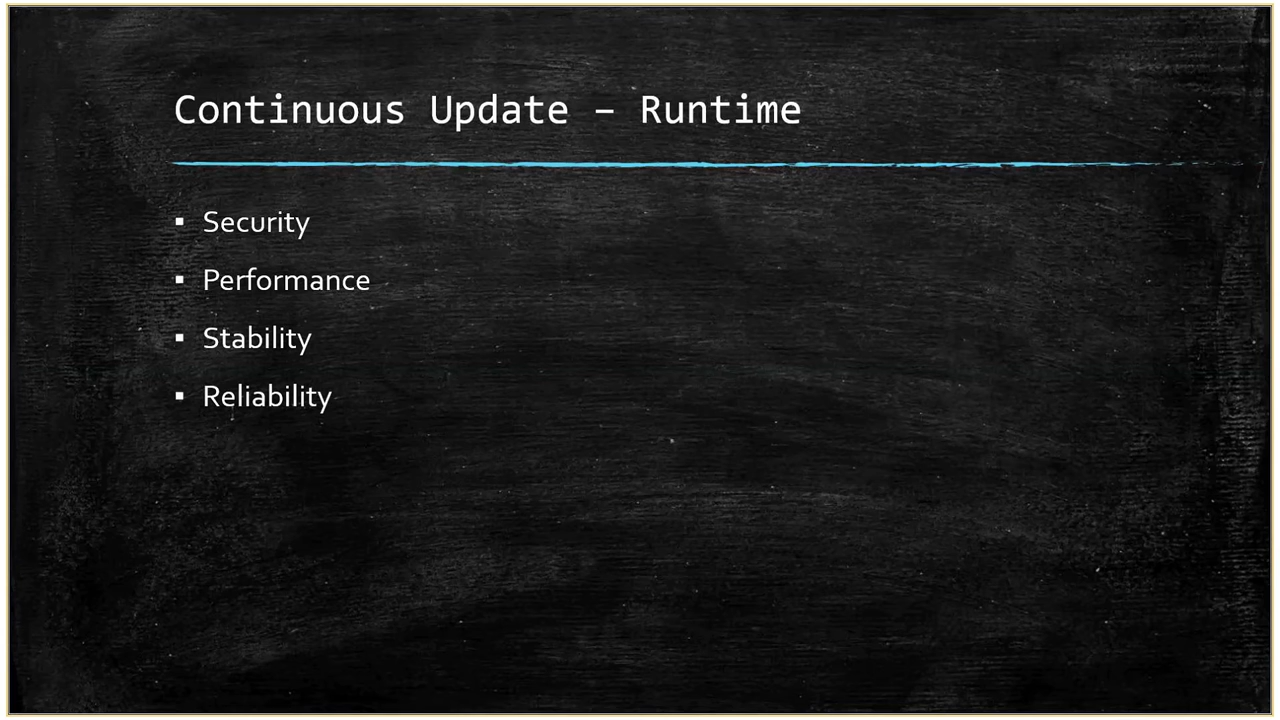 Continuous Update – Runtime
▪ Security
▪ Performance
▪ Stability
▪ Reliability